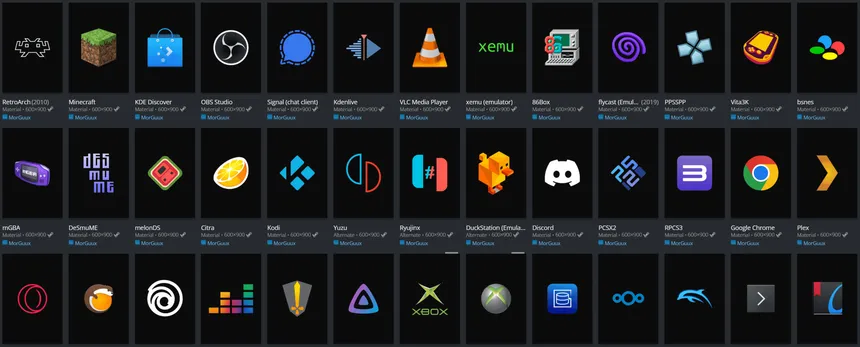 xemu
RetroArch (2010)
Minecraft
KDE Discover
OBS Studio
Signal (chat client)
Kdenlive
VLC Media Player
xemu (emulator)
86Box
flycast (Emul... (2019)
PPSSPP
Vita3K
bsnes
Material • 600×900
Material • 600×900
Material • 600×900
Material • 600×900
Material • 600×900
Material • 600×900
Material • 600×900
Material • 600×900
Material • 600×900
Material • 600×900
Material • 600×900
Material • 600×900
Material • 600×900
MorGuux
MorGuux
MorGuux
MorGuux
MorGuux
MorGuux
MorGuux
MorGuux
MorGuux
MorGuux
MorGuux
MorGuux
MorGuux
des
mu
me
#
mGBA
DeSmuME
melonDS
Citra
Kodi
Yuzu
Ryujinx
DuckStation (Emula...
Discord
PCSX2
RPCS3
Google Chrome
Plex
Material • 600×900
Material • 600×900
Material • 600×900
Material • 600×900
Material • 600×900
Alternate • 600×900
Alternate • 600×900
Alternate • 600×900
Material • 600×900
Material • 600×900
Material • 600×900
Material • 600×900
Material • 600×900
MorGuux
MorGuux
MorGuux
MorGuux
MorGuux
MorGuux
MorGuux
MorGuux
MorGuux
MorGuux
MorGuux
MorGuux
MorGuux
XBOX